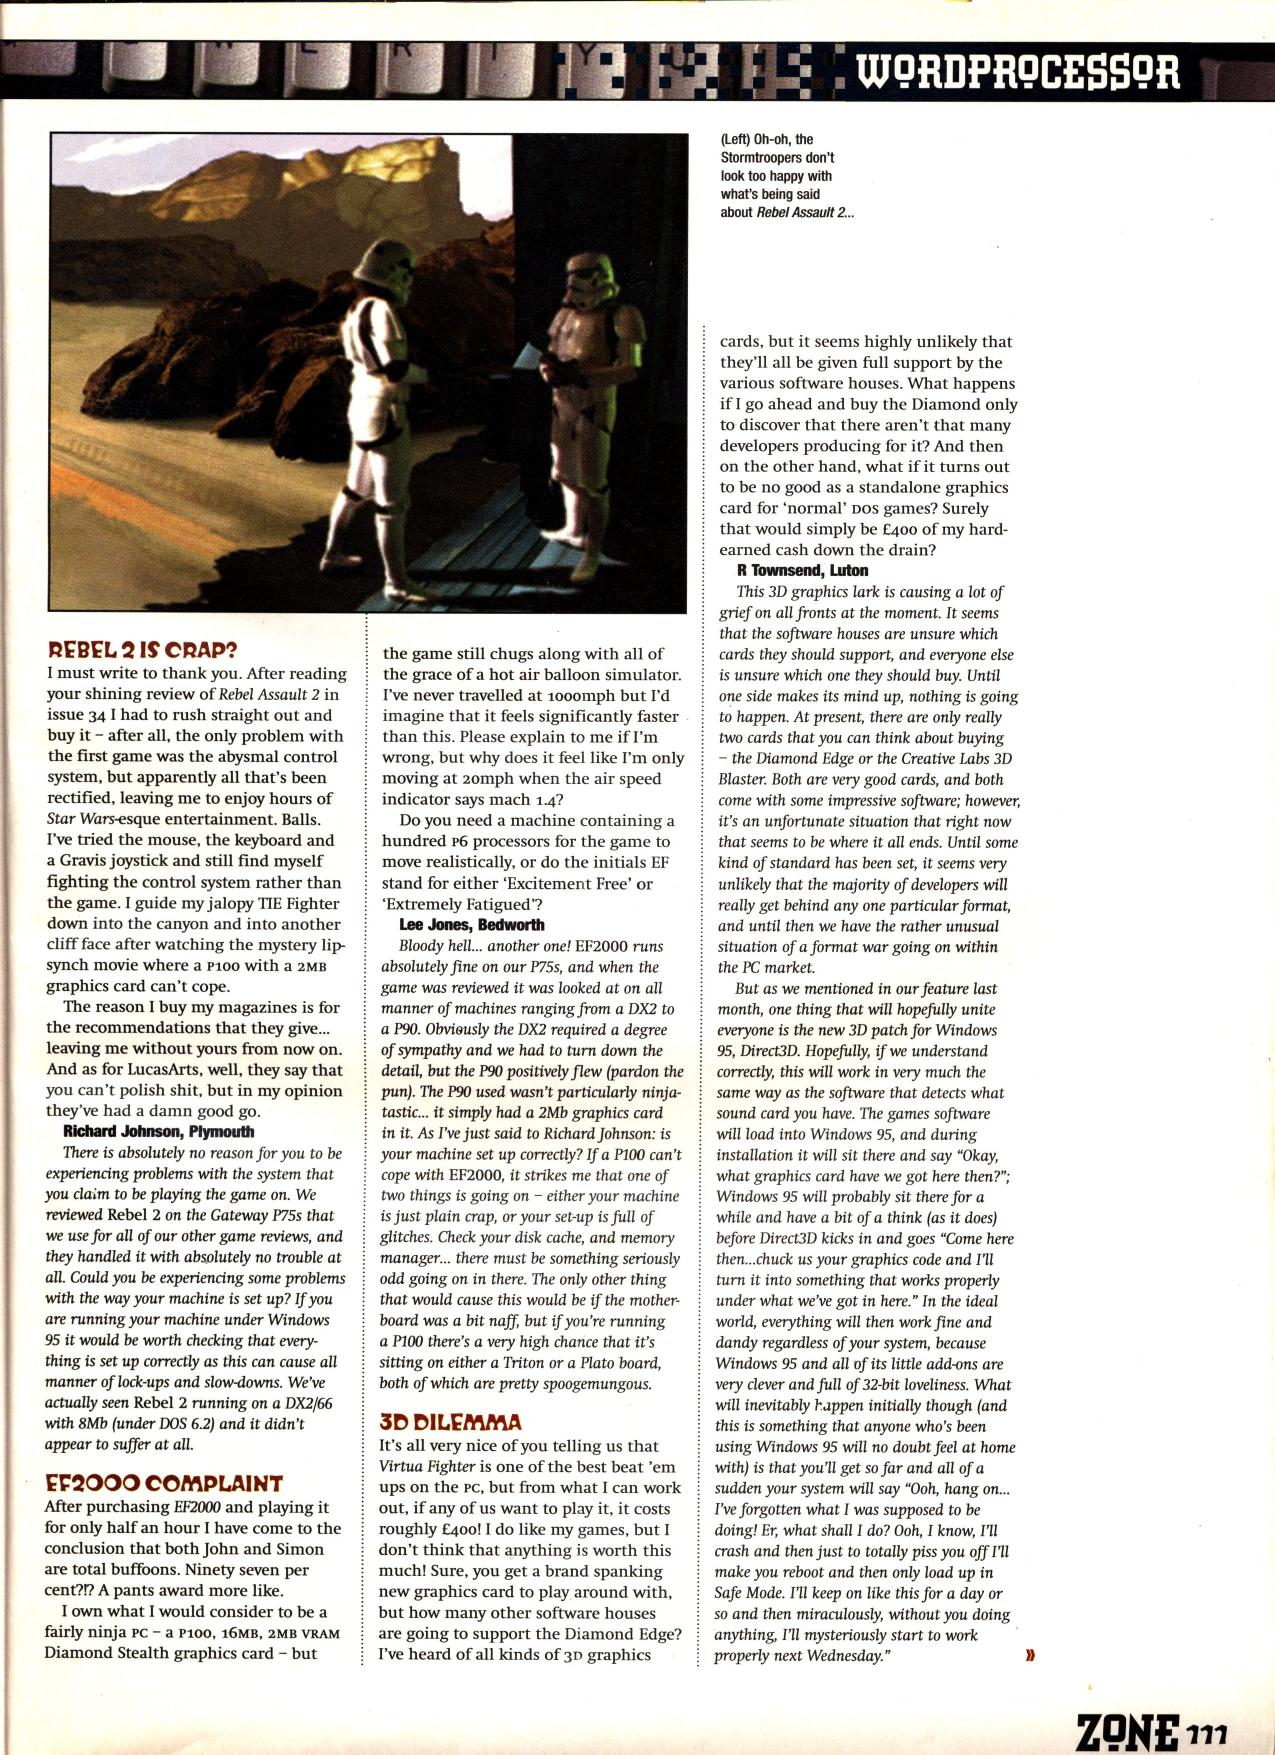 W E R T Y U
WORDPROCESSOR
(Left) Oh-oh, the
Stormtroopers don't
look too happy with
what's being said
about Rebel Assault 2...
REBEL 2 IS CRAP?
I must write to thank you. After reading
your shining review of Rebel Assault 2 in
issue 34 I had to rush straight out and
buy it – after all, the only problem with
the first game was the abysmal control
system, but apparently all that's been
rectified, leaving me to enjoy hours of
Star Wars-esque entertainment. Balls.
I've tried the mouse, the keyboard and
a Gravis joystick and still find myself
fighting the control system rather than
the game. I guide my jalopy TIE Fighter
down into the canyon and into another
cliff face after watching the mystery lip-
synch movie where a P100 with a 2MB
graphics card can't cope.
The reason I buy my magazines is for
the recommendations that they give...
leaving me without yours from now on.
And as for LucasArts, well, they say that
you can't polish shit, but in my opinion
they've had a damn good go.
Richard Johnson, Plymouth
There is absolutely no reason for you to be
experiencing problems with the system that
you claim to be playing the game on. We
reviewed Rebel 2 on the Gateway P75s that
we use for all of our other game reviews, and
they handled it with absolutely no trouble at
all. Could you be experiencing some problems
with the way your machine is set up? If you
are running your machine under Windows
95 it would be worth checking that every-
thing is set up correctly as this can cause all
manner of lock-ups and slow-downs. We've
actually seen Rebel 2 running on a DX2/66
with 8Mb (under DOS 6.2) and it didn't
appear to suffer at all.
EF2000 COMPLAINT
After purchasing EF2000 and playing it
for only half an hour I have come to the
conclusion that both John and Simon
are total buffoons. Ninety seven per
cent?!? A pants award more like.
I own what I would consider to be a
fairly ninja PC – a P100, 16MB, 2MB VRAM
Diamond Stealth graphics card – but
the game still chugs along with all of
the grace of a hot air balloon simulator.
I've never travelled at 1000mph but I'd
imagine that it feels significantly faster
than this. Please explain to me if I'm
wrong, but why does it feel like I'm only
moving at 20mph when the air speed
indicator says mach 1.4?
Do you need a machine containing a
hundred P6 processors for the game to
move realistically, or do the initials EF
stand for either 'Excitement Free' or
'Extremely Fatigued'?
Lee Jones, Bedworth
Bloody hell... another one! EF2000 runs
absolutely fine on our P75s, and when the
game was reviewed it was looked at on all
manner of machines ranging from a DX2 to
a P90. Obviously the DX2 required a degree
of sympathy and we had to turn down the
detail, but the P90 positively flew (pardon the
pun). The P90 used wasn't particularly ninja-
tastic... it simply had a 2Mb graphics card
in it. As I've just said to Richard Johnson: is
your machine set up correctly? If a P100 can't
cope with EF2000, it strikes me that one of
two things is going on – either your machine
is just plain crap, or your set-up is full of
glitches. Check your disk cache, and memory
manager... there must be something seriously
odd going on in there. The only other thing
that would cause this would be if the mother-
board was a bit naff, but if you're running
a P100 there's a very high chance that it's
sitting on either a Triton or a Plato board,
both of which are pretty spoogemungous.
3D DILEMMA
It's all very nice of you telling us that
Virtua Fighter is one of the best beat 'em
ups on the PC, but from what I can work
out, if any of us want to play it, it costs
roughly £400! I do like my games, but I
don't think that anything is worth this
much! Sure, you get a brand spanking
new graphics card to play around with,
but how many other software houses
are going to support the Diamond Edge?
I've heard of all kinds of 3D graphics
cards, but it seems highly unlikely that
they'll all be given full support by the
various software houses. What happens
if I go ahead and buy the Diamond only
to discover that there aren't that many
developers producing for it? And then
on the other hand, what if it turns out
to be no good as a standalone graphics
card for 'normal' DOS games? Surely
that would simply be £400 of my hard-
earned cash down the drain?
R Townsend, Luton
This 3D graphics lark is causing a lot of
grief on all fronts at the moment. It seems
that the software houses are unsure which
cards they should support, and everyone else
is unsure which one they should buy. Until
one side makes its mind up, nothing is going
to happen. At present, there are only really
two cards that you can think about buying
– the Diamond Edge or the Creative Labs 3D
Blaster. Both are very good cards, and both
come with some impressive software; however,
it's an unfortunate situation that right now
that seems to be where it all ends. Until some
kind of standard has been set, it seems very
unlikely that the majority of developers will
really get behind any one particular format,
and until then we have the rather unusual
situation of a format war going on within
the PC market.
But as we mentioned in our feature last
month, one thing that will hopefully unite
everyone is the new 3D patch for Windows
95, Direct3D. Hopefully, if we understand
correctly, this will work in very much the
same way as the software that detects what
sound card you have. The games software
will load into Windows 95, and during
installation it will sit there and say "Okay,
what graphics card have we got here then?";
Windows 95 will probably sit there for a
while and have a bit of a think (as it does)
before Direct3D kicks in and goes "Come here
then...chuck us your graphics code and I'll
turn it into something that works properly
under what we've got in here." In the ideal
world, everything will then work fine and
dandy regardless of your system, because
Windows 95 and all of its little add-ons are
very clever and full of 32-bit loveliness. What
will inevitably happen initially though (and
this is something that anyone who's been
using Windows 95 will no doubt feel at home
with) is that you'll get so far and all of a
sudden your system will say "Ooh, hang on...
I've forgotten what I was supposed to be
doing! Er, what shall I do? Ooh, I know, I'll
crash and then just to totally piss you off I'll
make you reboot and then only load up in
Safe Mode. I'll keep on like this for a day or
so and then miraculously, without you doing
anything, I'll mysteriously start to work
properly next Wednesday."
»
ZONE 111